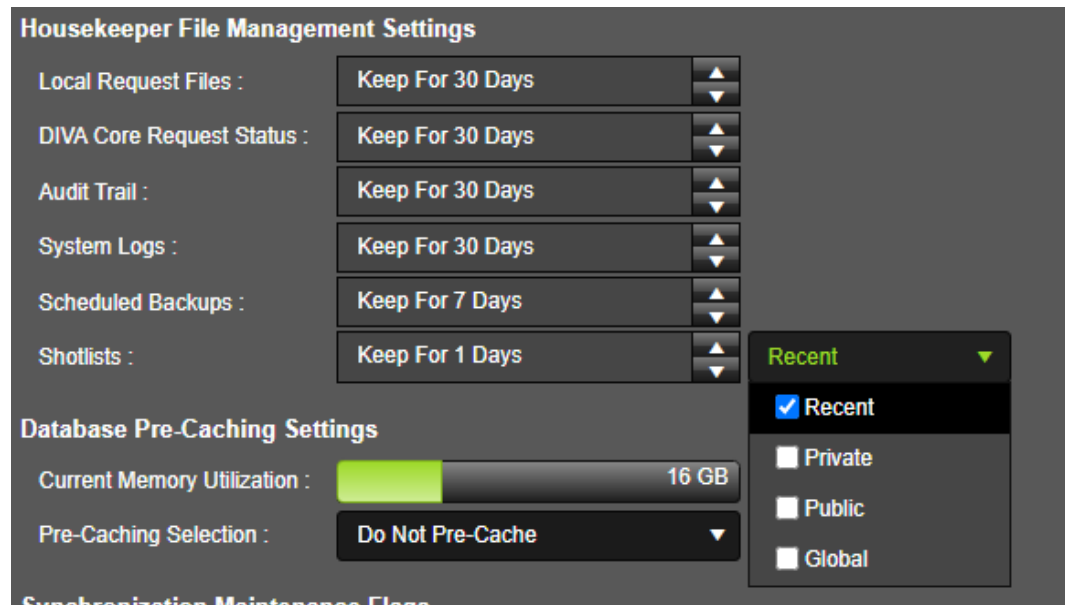 Housekeeper File Management Settings
Local Request Files : Keep For 30 Days
DIVA Core Request Status : Keep For 30 Days
Audit Trail : Keep For 30 Days
System Logs : Keep For 30 Days
Scheduled Backups : Keep For 7 Days
Shotlists : Keep For 1 Days Recent
Recent
Private
Public
Global
Database Pre-Caching Settings
Current Memory Utilization : 16 GB
Pre-Caching Selection : Do Not Pre-Cache
Synchronization Maintenance Flags